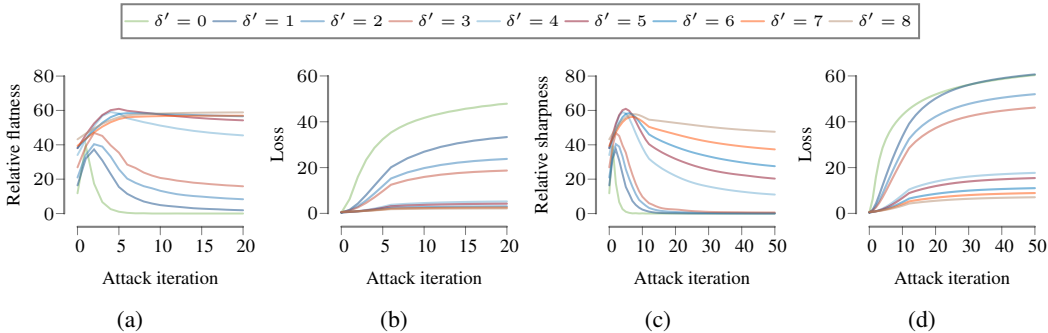 δ′ = 0 δ′ = 1 δ′ = 2 δ′ = 3 δ′ = 4 δ′ = 5 δ′ = 6 δ′ = 7 δ′ = 8
Relative flatness
80
60
40
20
0
0 5 10 15 20
Attack iteration
(a)
Loss
60
40
20
0
0 5 10 15 20
Attack iteration
(b)
Relative sharpness
80
60
40
20
0
0 10 20 30 40 50
Attack iteration
(c)
Loss
60
40
20
0
0 10 20 30 40 50
Attack iteration
(d)